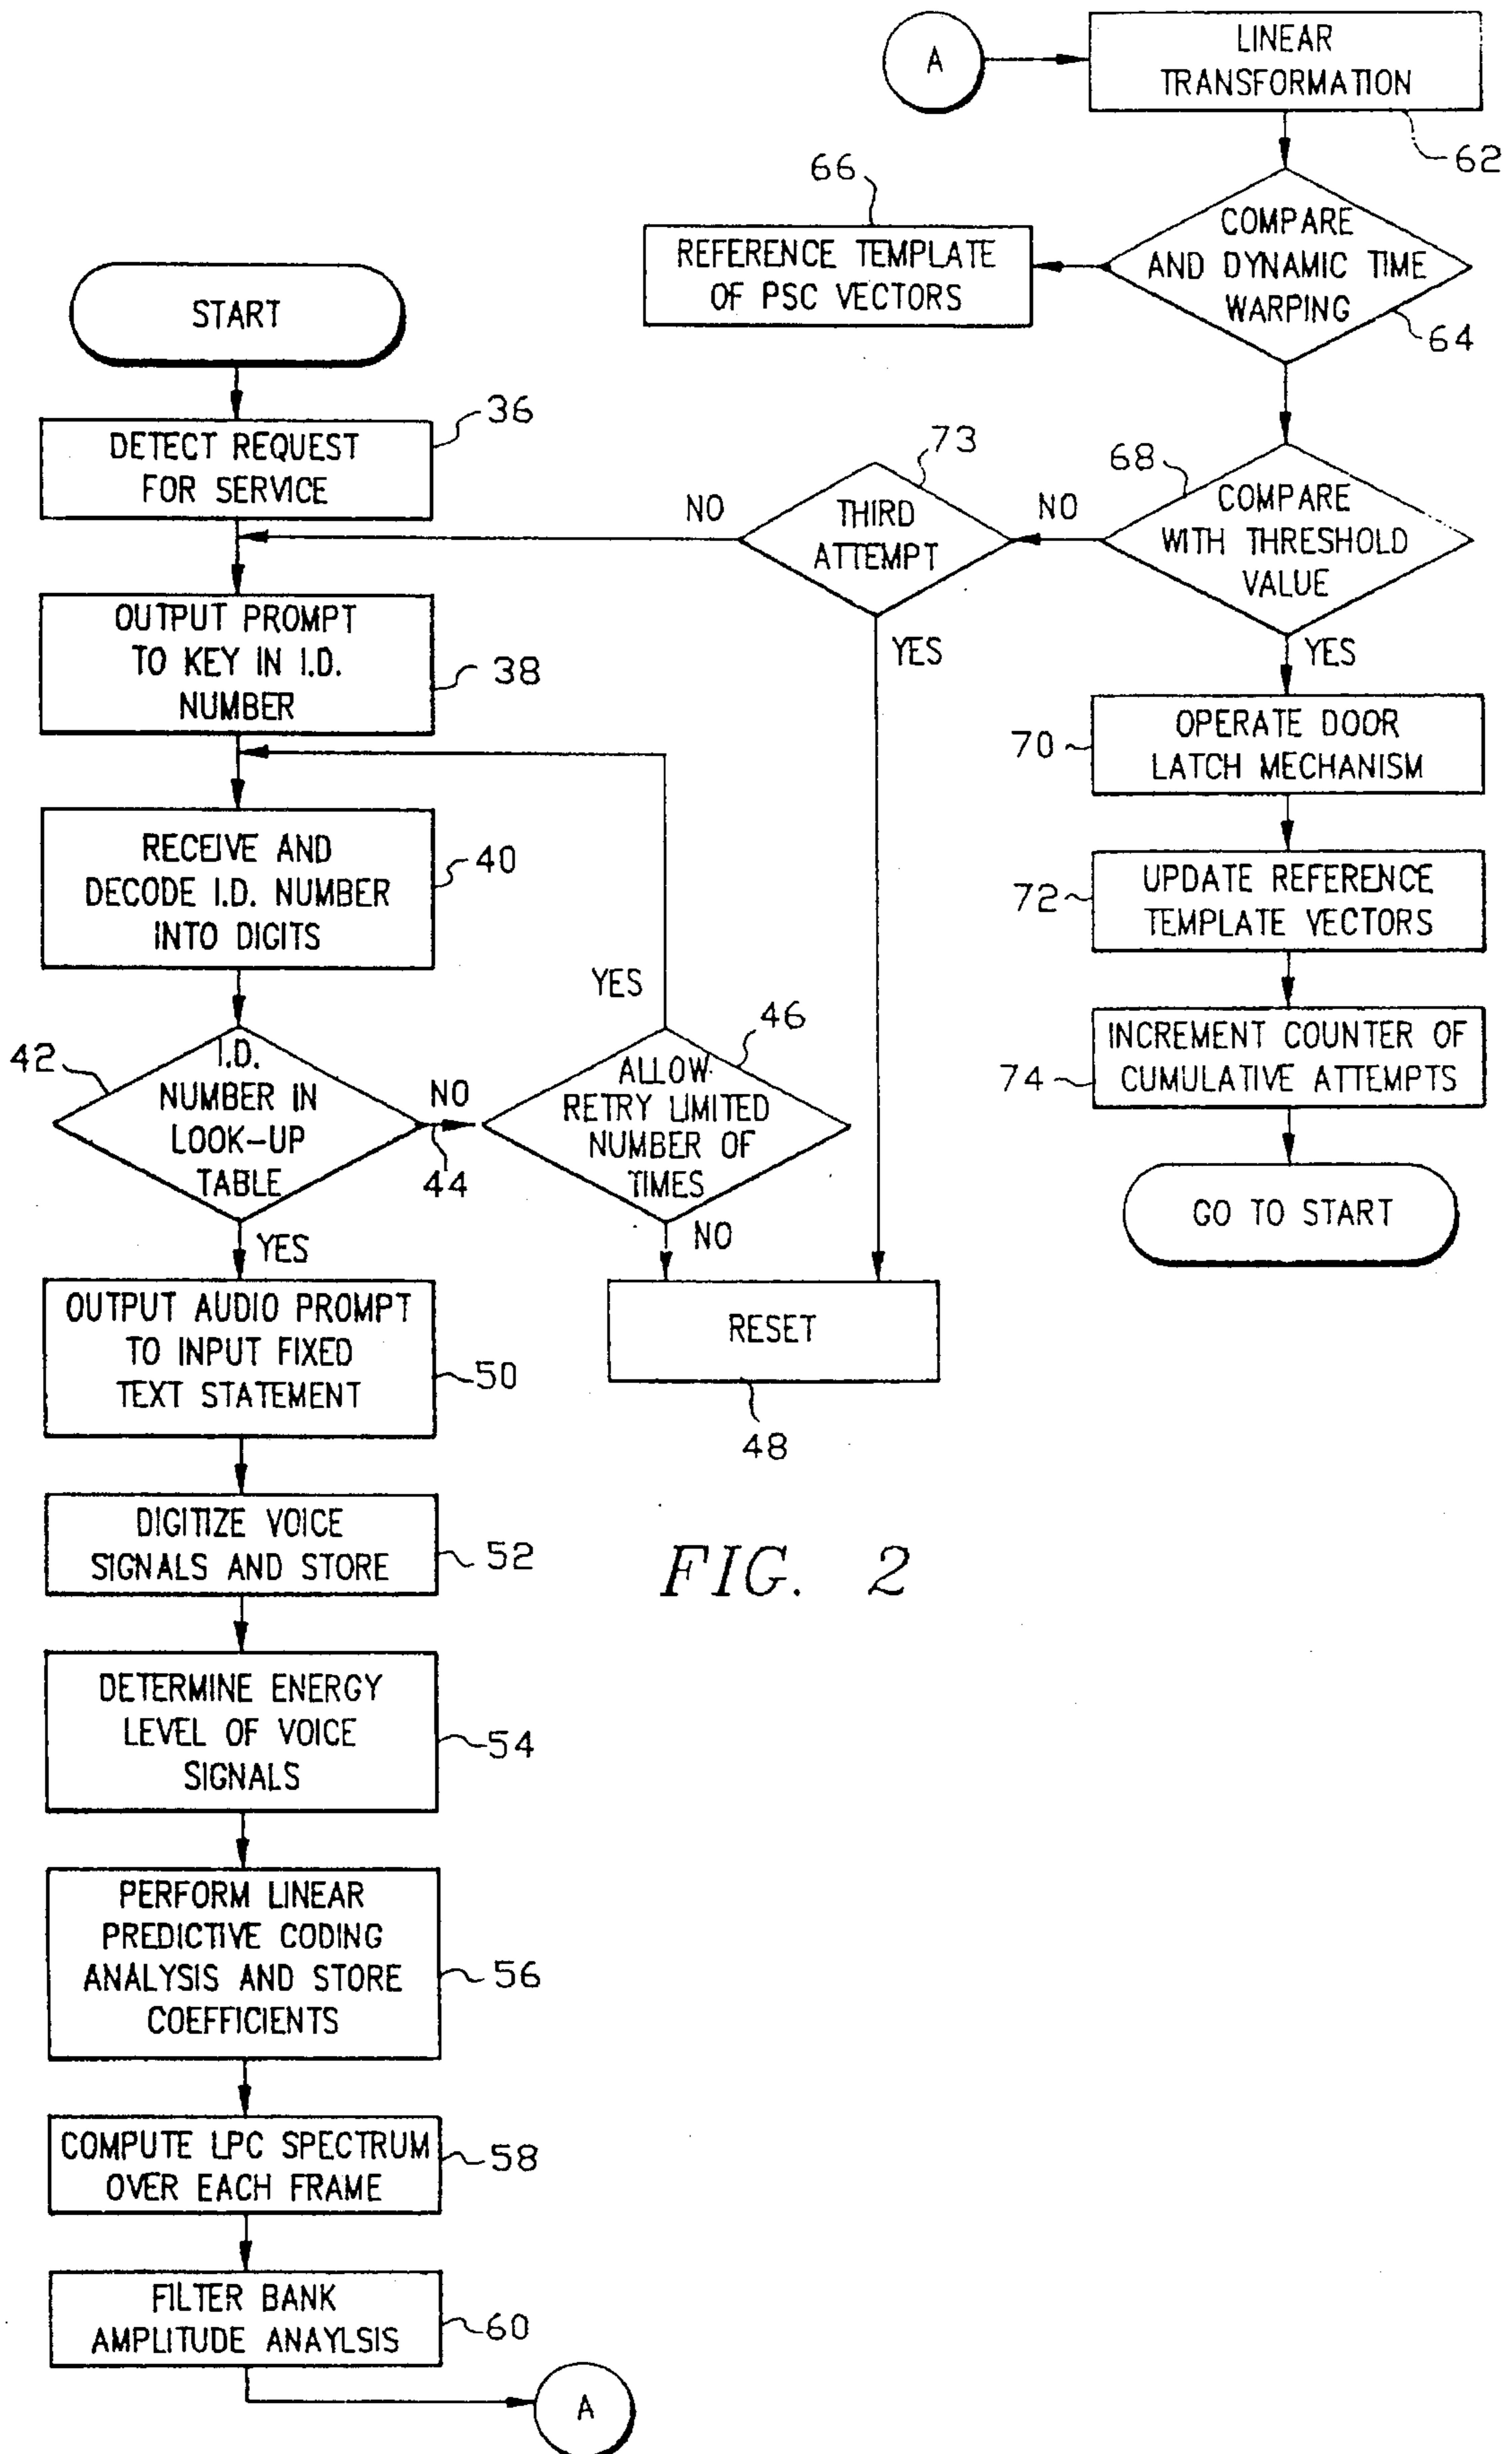 START
DETECT REQUEST
FOR SERVICE
36
OUTPUT PROMPT
TO KEY IN I.D.
NUMBER
38
RECEIVE AND
DECODE I.D. NUMBER
INTO DIGITS
40
42
I.D.
NUMBER IN
LOOK-UP
TABLE
NO
44
YES
ALLOW
RETRY LIMITED
NUMBER OF
TIMES
46
YES
NO
RESET
48
OUTPUT AUDIO PROMPT
TO INPUT FIXED
TEXT STATEMENT
50
DIGITIZE VOICE
SIGNALS AND STORE
52
DETERMINE ENERGY
LEVEL OF VOICE
SIGNALS
54
PERFORM LINEAR
PREDICTIVE CODING
ANALYSIS AND STORE
COEFFICIENTS
56
COMPUTE LPC SPECTRUM
OVER EACH FRAME
58
FILTER BANK
AMPLITUDE ANAYLSIS
60
A
A
LINEAR
TRANSFORMATION
62
COMPARE
AND DYNAMIC TIME
WARPING
64
66
REFERENCE TEMPLATE
OF PSC VECTORS
68
COMPARE
WITH THRESHOLD
VALUE
NO
YES
73
THIRD
ATTEMPT
NO
YES
OPERATE DOOR
LATCH MECHANISM
70
UPDATE REFERENCE
TEMPLATE VECTORS
72
INCREMENT COUNTER OF
CUMULATIVE ATTEMPTS
74
GO TO START
FIG. 2